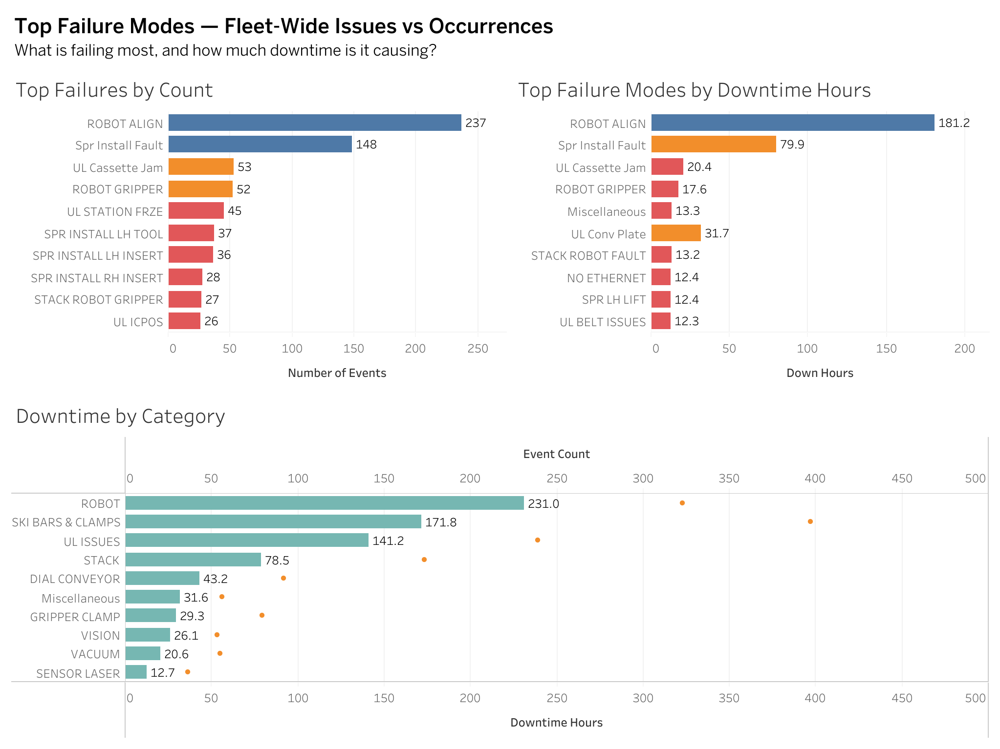 Top Failure Modes — Fleet-Wide Issues vs Occurrences
What is failing most, and how much downtime is it causing?
Top Failures by Count
ROBOT ALIGN 237
Spr Install Fault 148
UL Cassette Jam 53
ROBOT GRIPPER 52
UL STATION FRZE 45
SPR INSTALL LH TOOL 37
SPR INSTALL LH INSERT 36
SPR INSTALL RH INSERT 28
STACK ROBOT GRIPPER 27
UL ICPOS 26
0 50 100 150 200 250
Number of Events
Top Failure Modes by Downtime Hours
ROBOT ALIGN 181.2
Spr Install Fault 79.9
UL Cassette Jam 20.4
ROBOT GRIPPER 17.6
Miscellaneous 13.3
UL Conv Plate 31.7
STACK ROBOT FAULT 13.2
NO ETHERNET 12.4
SPR LH LIFT 12.4
UL BELT ISSUES 12.3
0 50 100 150 200
Down Hours
Downtime by Category
Event Count
0 50 100 150 200 250 300 350 400 450 500
ROBOT 231.0
SKI BARS & CLAMPS 171.8
UL ISSUES 141.2
STACK 78.5
DIAL CONVEYOR 43.2
Miscellaneous 31.6
GRIPPER CLAMP 29.3
VISION 26.1
VACUUM 20.6
SENSOR LASER 12.7
0 50 100 150 200 250 300 350 400 450 500
Downtime Hours